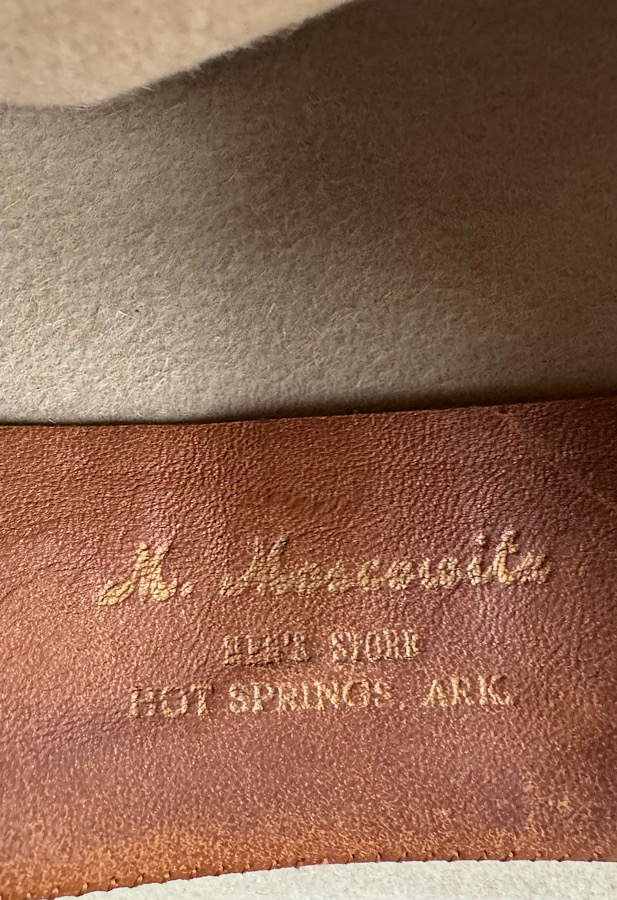 M. Moscowitz
MEN'S STORE
HOT SPRINGS, ARK.